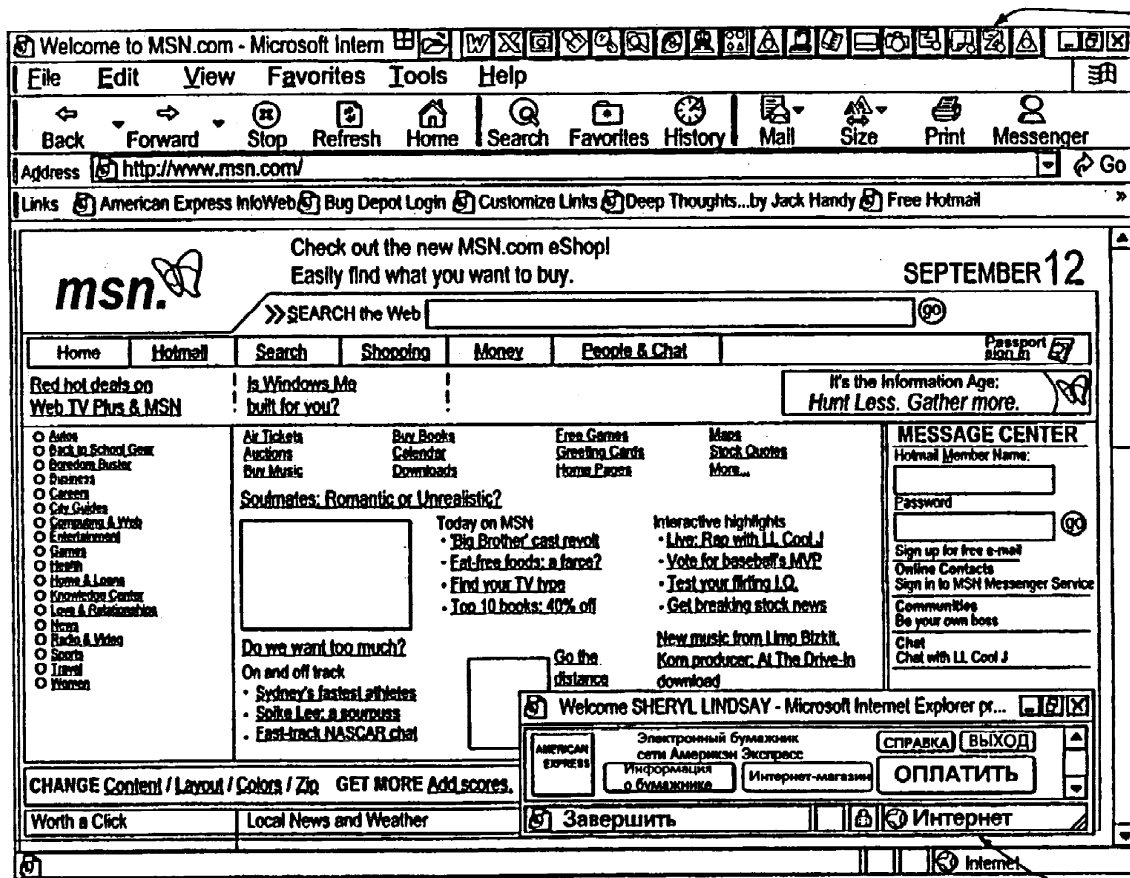 Welcome to MSN.com - Microsoft Intern
File Edit View Favorites Tools Help
Back Forward Stop Refresh Home Search Favorites History Mail Size Print Messenger
Address http://www.msn.com/ Go
Links American Express InfoWeb Bug Depot Login Customize Links Deep Thoughts...by Jack Handy Free Hotmail »
msn.
Check out the new MSN.com eShop!
Easily find what you want to buy.
SEPTEMBER 12
SEARCH the Web go
Home Hotmail Search Shopping Money People & Chat Passport sign in
Red hot deals on
Web TV Plus & MSN
Is Windows Me
built for you?
It's the Information Age:
Hunt Less. Gather more.
Autos
Back to School Gear
Boredom Buster
Business
Careers
City Guides
Computing & Web
Entertainment
Games
Health
Home & Loans
Knowledge Center
Love & Relationships
News
Radio & Video
Sports
Travel
Women
Air Tickets Buy Books Free Games Maps
Auctions Calendar Greeting Cards Stock Quotes
Buy Music Downloads Home Pages More...
Soulmates: Romantic or Unrealistic?
Today on MSN
• 'Big Brother' cast revolt
• Fat-free foods: a farce?
• Find your TV type
• Top 10 books: 40% off
Interactive highlights
• Live: Rap with LL Cool J
• Vote for baseball's MVP
• Test your flirting I.Q.
• Get breaking stock news
Do we want too much?
On and off track
• Sydney's fastest athletes
• Spike Lee: a sourpuss
• Fast-track NASCAR chat
Go the
distance
New music from Limp Bizkit,
Korn producer: At The Drive-In
download
MESSAGE CENTER
Hotmail Member Name:
Password
go
Sign up for free e-mail
Online Contacts
Sign in to MSN Messenger Service
Communities
Be your own boss
Chat
Chat with LL Cool J
Welcome SHERYL LINDSAY - Microsoft Internet Explorer pr...
AMERICAN
EXPRESS
Электронный бумажник
сети Америкэн Экспресс
СПРАВКА ВЫХОД
Информация
о бумажнике
Интернет-магазин
ОПЛАТИТЬ
Завершить Интернет
CHANGE Content / Layout / Colors / Zip GET MORE Add scores,
Worth a Click Local News and Weather
Internet